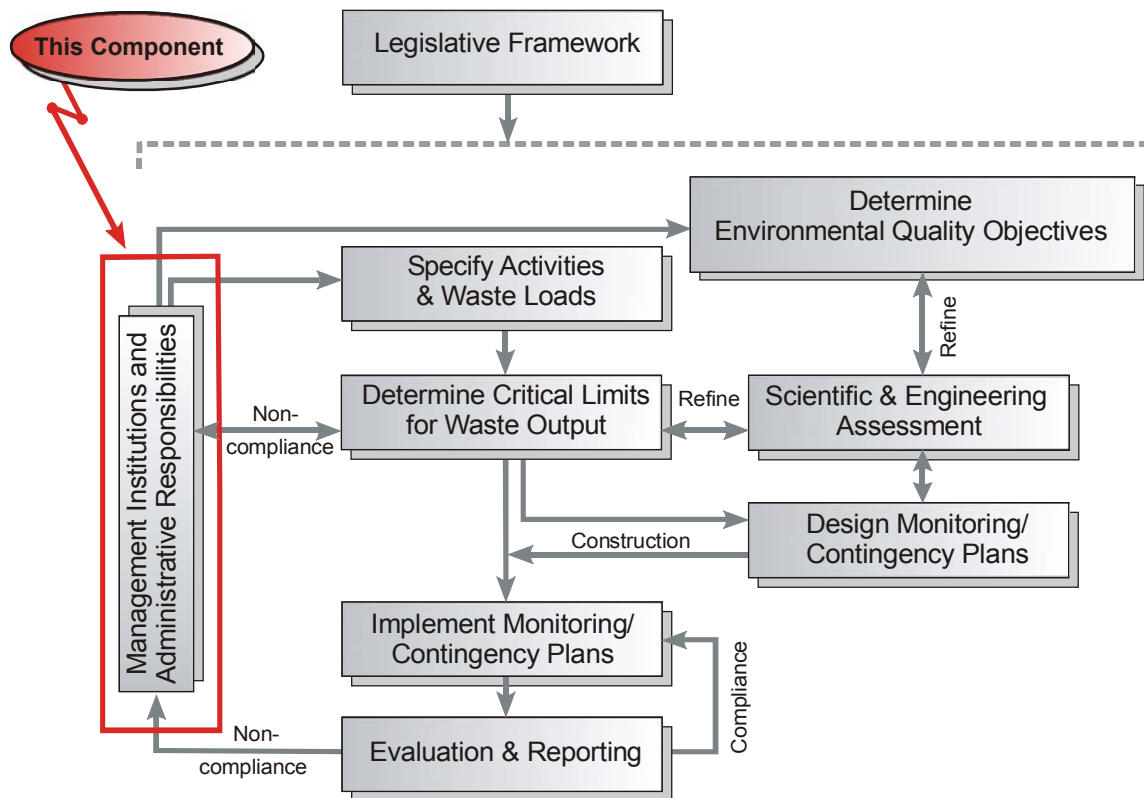 This Component
Legislative Framework
Determine
Environmental Quality Objectives
Specify Activities
& Waste Loads
Refine
Management Institutions and
Administrative Responsibilities
Non-
compliance
Determine Critical Limits
for Waste Output
Refine
Scientific & Engineering
Assessment
Construction
Design Monitoring/
Contingency Plans
Implement Monitoring/
Contingency Plans
Compliance
Non-
compliance
Evaluation & Reporting